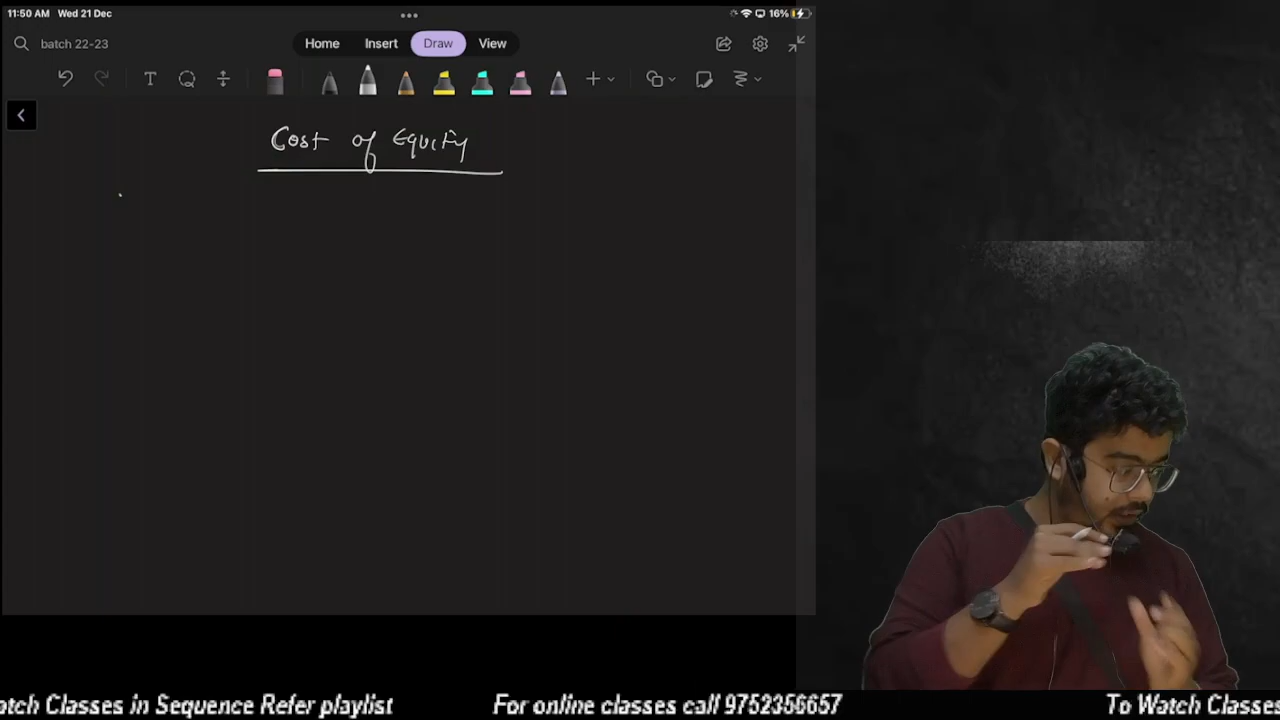 11:50 AM Wed 21 Dec
16%
batch 22-23
Home Insert Draw View
T
Cost of Equity
atch Classes in Sequence Refer playlist For online classes call 9752356657 To Watch Classes